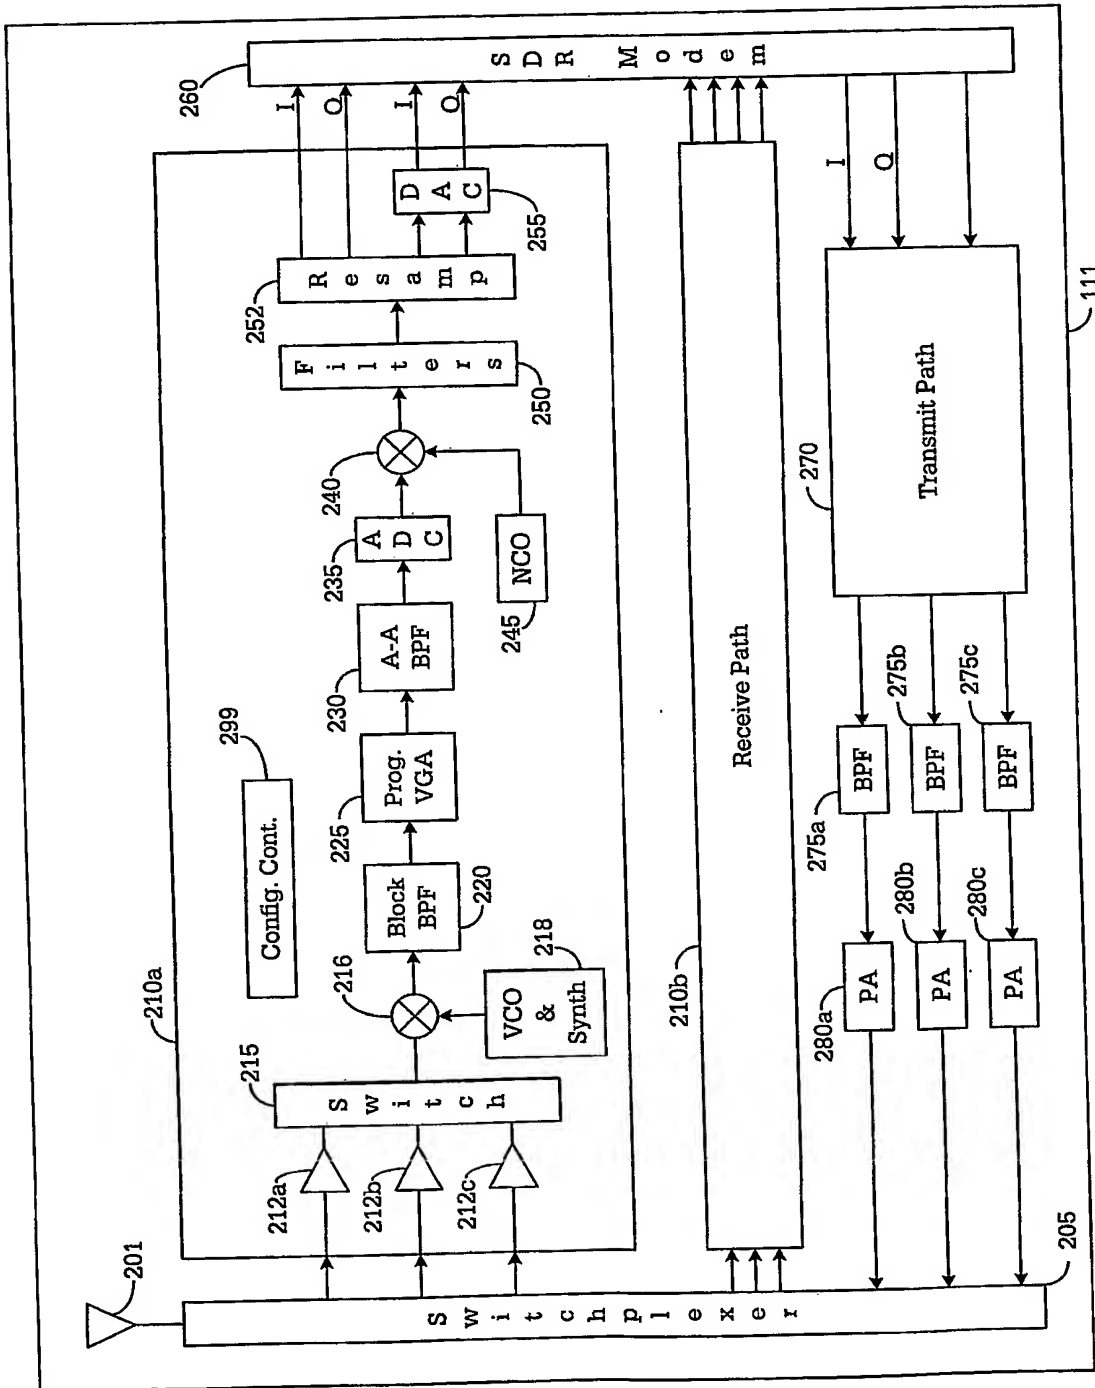 201
Switchplexer
205
210a
Config. Cont.
299
212a
212b
212c
Switch
215
216
VCO
&
Synth
218
Block
BPF
220
Prog.
VGA
225
A-A
BPF
230
ADC
235
240
NCO
245
Filters
250
Resamp
252
DAC
255
I
Q
I
Q
SDR Modem
260
Receive Path
210b
I
Q
Transmit Path
270
BPF
275a
BPF
275b
BPF
275c
PA
280a
PA
280b
PA
280c
111